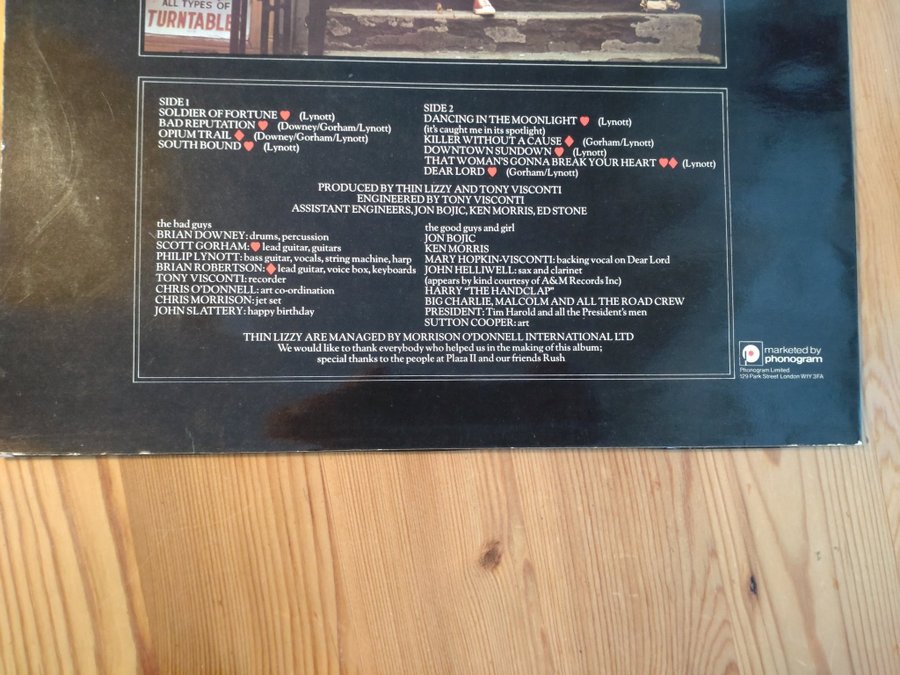 ALL TYPES OF
TURNTABLE
SIDE 1
SOLDIER OF FORTUNE ♥ (Lynott)
BAD REPUTATION ♥ (Downey/Gorham/Lynott)
OPIUM TRAIL ♦ (Downey/Gorham/Lynott)
SOUTH BOUND ♥ (Lynott)
SIDE 2
DANCING IN THE MOONLIGHT ♥ (Lynott)
(it's caught me in its spotlight)
KILLER WITHOUT A CAUSE ♦ (Gorham/Lynott)
DOWNTOWN SUNDOWN ♥ (Lynott)
THAT WOMAN'S GONNA BREAK YOUR HEART ♥♦ (Lynott)
DEAR LORD ♥ (Gorham/Lynott)
PRODUCED BY THIN LIZZY AND TONY VISCONTI
ENGINEERED BY TONY VISCONTI
ASSISTANT ENGINEERS, JON BOJIC, KEN MORRIS, ED STONE
the bad guys
BRIAN DOWNEY: drums, percussion
SCOTT GORHAM: ♥ lead guitar, guitars
PHILIP LYNOTT: bass guitar, vocals, string machine, harp
BRIAN ROBERTSON: ♦ lead guitar, voice box, keyboards
TONY VISCONTI: recorder
CHRIS O'DONNELL: art co-ordination
CHRIS MORRISON: jet set
JOHN SLATTERY: happy birthday
the good guys and girl
JON BOJIC
KEN MORRIS
MARY HOPKIN-VISCONTI: backing vocal on Dear Lord
JOHN HELLIWELL: sax and clarinet
(appears by kind courtesy of A&M Records Inc)
HARRY "THE HANDCLAP"
BIG CHARLIE, MALCOLM AND ALL THE ROAD CREW
PRESIDENT: Tim Harold and all the President's men
SUTTON COOPER: art
THIN LIZZY ARE MANAGED BY MORRISON O'DONNELL INTERNATIONAL LTD
We would like to thank everybody who helped us in the making of this album;
special thanks to the people at Plaza II and our friends Rush
marketed by
phonogram
Phonogram Limited
129 Park Street London W1Y 3FA